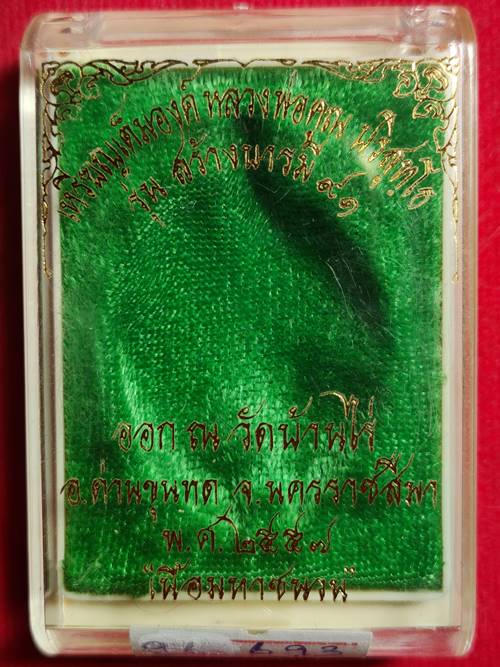 เหรียญเต็มองค์ หลวงพ่อคูณ ปริสุทฺโธ
รุ่น สร้างบารมี ๙๑
ออก ณ วัดบ้านไร่
อ.ด่านขุนทด จ.นครราชสีมา
พ.ศ.๒๕๕๗
"เนื้อมหาชนวน"